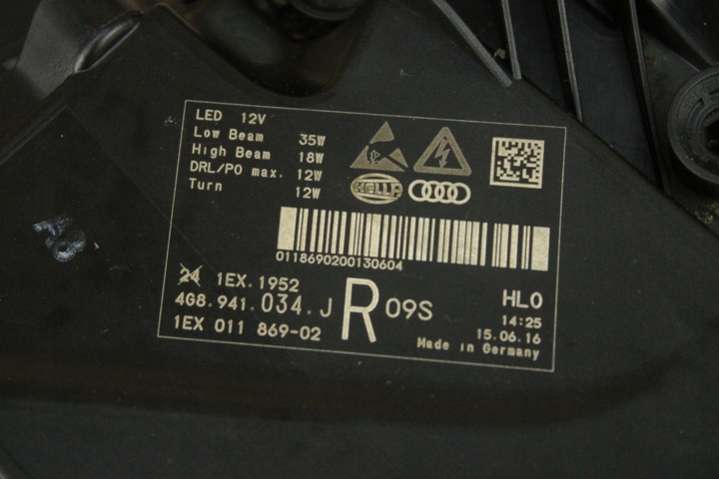 LED 12V
Low Beam 35W
High Beam 18W
DRL/PO max. 12W
Turn 12W
HELLA
0118690200130604
24 1EX.1952
4G8.941.034.J R 09S
1EX 011 869-02
HLO
14:25
15.06.16
Made in Germany